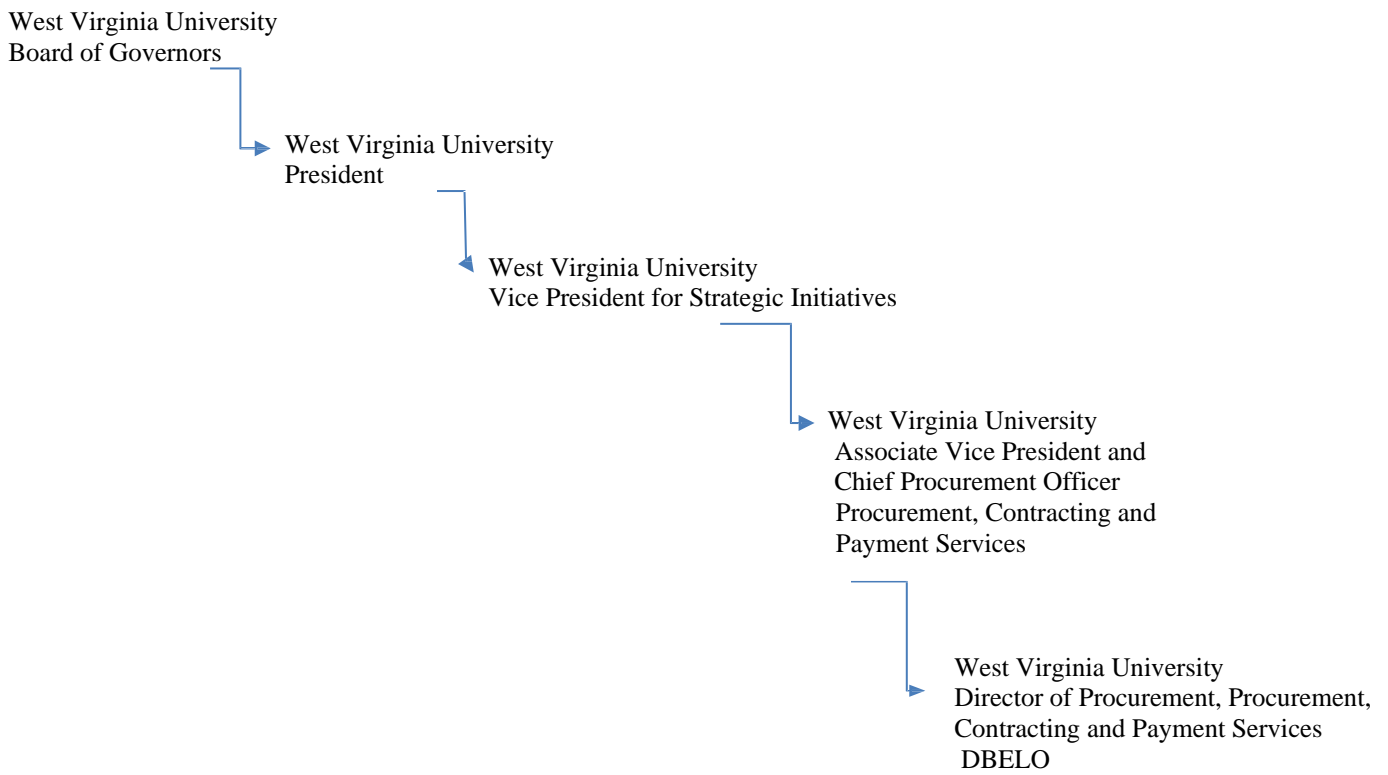 West Virginia University
Board of Governors
West Virginia University
President
West Virginia University
Vice President for Strategic Initiatives
West Virginia University
Associate Vice President and
Chief Procurement Officer
Procurement, Contracting and
Payment Services
West Virginia University
Director of Procurement, Procurement,
Contracting and Payment Services
DBELO